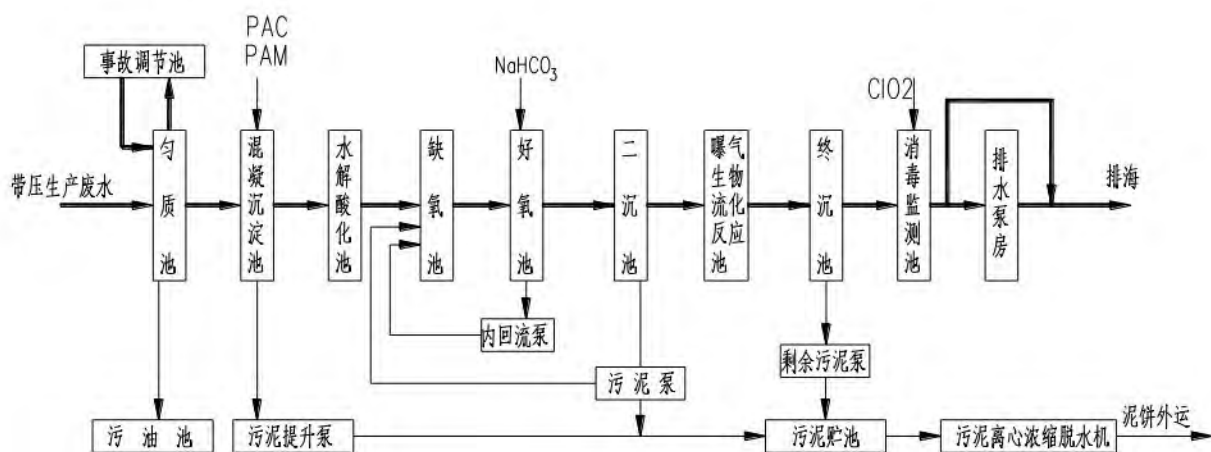 PAC
PAM
事故调节池
NaHCO3
ClO2
带压生产废水
匀质池
混凝沉淀池
水解酸化池
缺氧池
好氧池
二沉池
曝气生物流化反应池
终沉池
消毒监测池
排水泵房
排海
内回流泵
剩余污泥泵
污泥泵
污油池
污泥提升泵
污泥贮池
污泥离心浓缩脱水机
泥饼外运